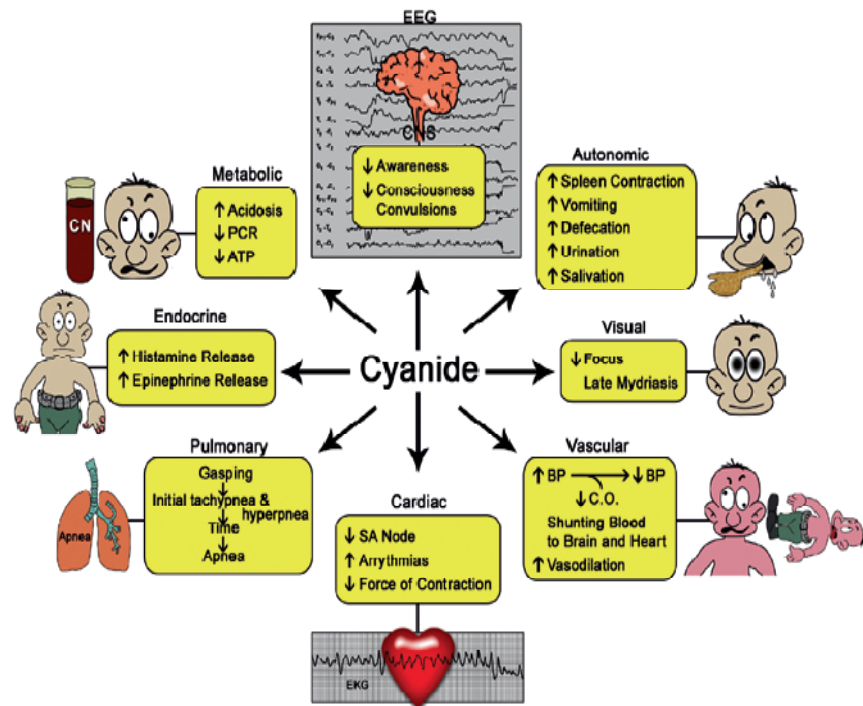 EEG
CNS
↓ Awareness
↓ Consciousness
Convulsions
Metabolic
CN
↑ Acidosis
↓ PCR
↓ ATP
Autonomic
↑ Spleen Contraction
↑ Vomiting
↑ Defecation
↑ Urination
↑ Salivation
Endocrine
↑ Histamine Release
↑ Epinephrine Release
Cyanide
Visual
↓ Focus
Late Mydriasis
Pulmonary
Gasping
↓
Initial tachypnea &
↓ hyperpnea
Time
↓
Apnea
Apnea
Cardiac
↓ SA Node
↑ Arrythmias
↓ Force of Contraction
EKG
Vascular
↑ BP → ↓ BP
↓ C.O.
Shunting Blood
to Brain and Heart
↑ Vasodilation